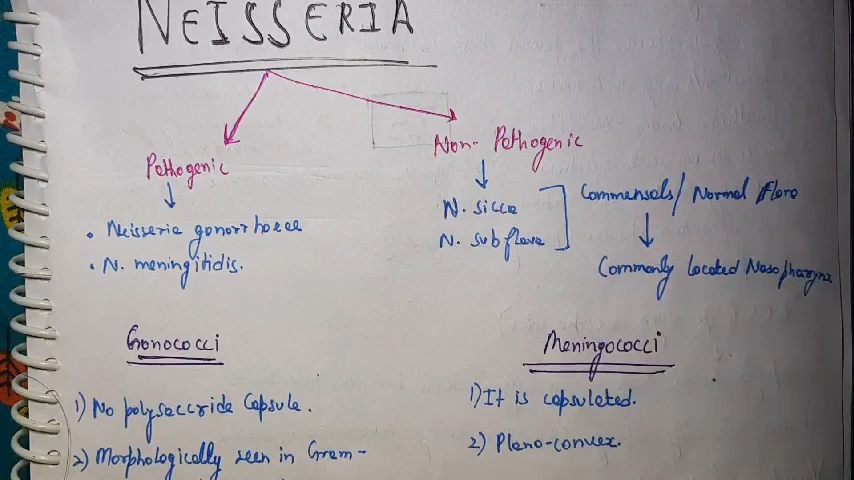 NEISSERIA
Pathogenic
Non-Pathogenic
• Neisseria gonorrhoeae
• N. meningitidis.
N. sicca
N. subflava
Commensals/ Normal flora
Commonly located Nasopharynx
Gonococci
1) No polysaccride Capsule.
2) Morphologically seen in Gram-
Meningococci
1) It is capsulated.
2) Plano-convex.